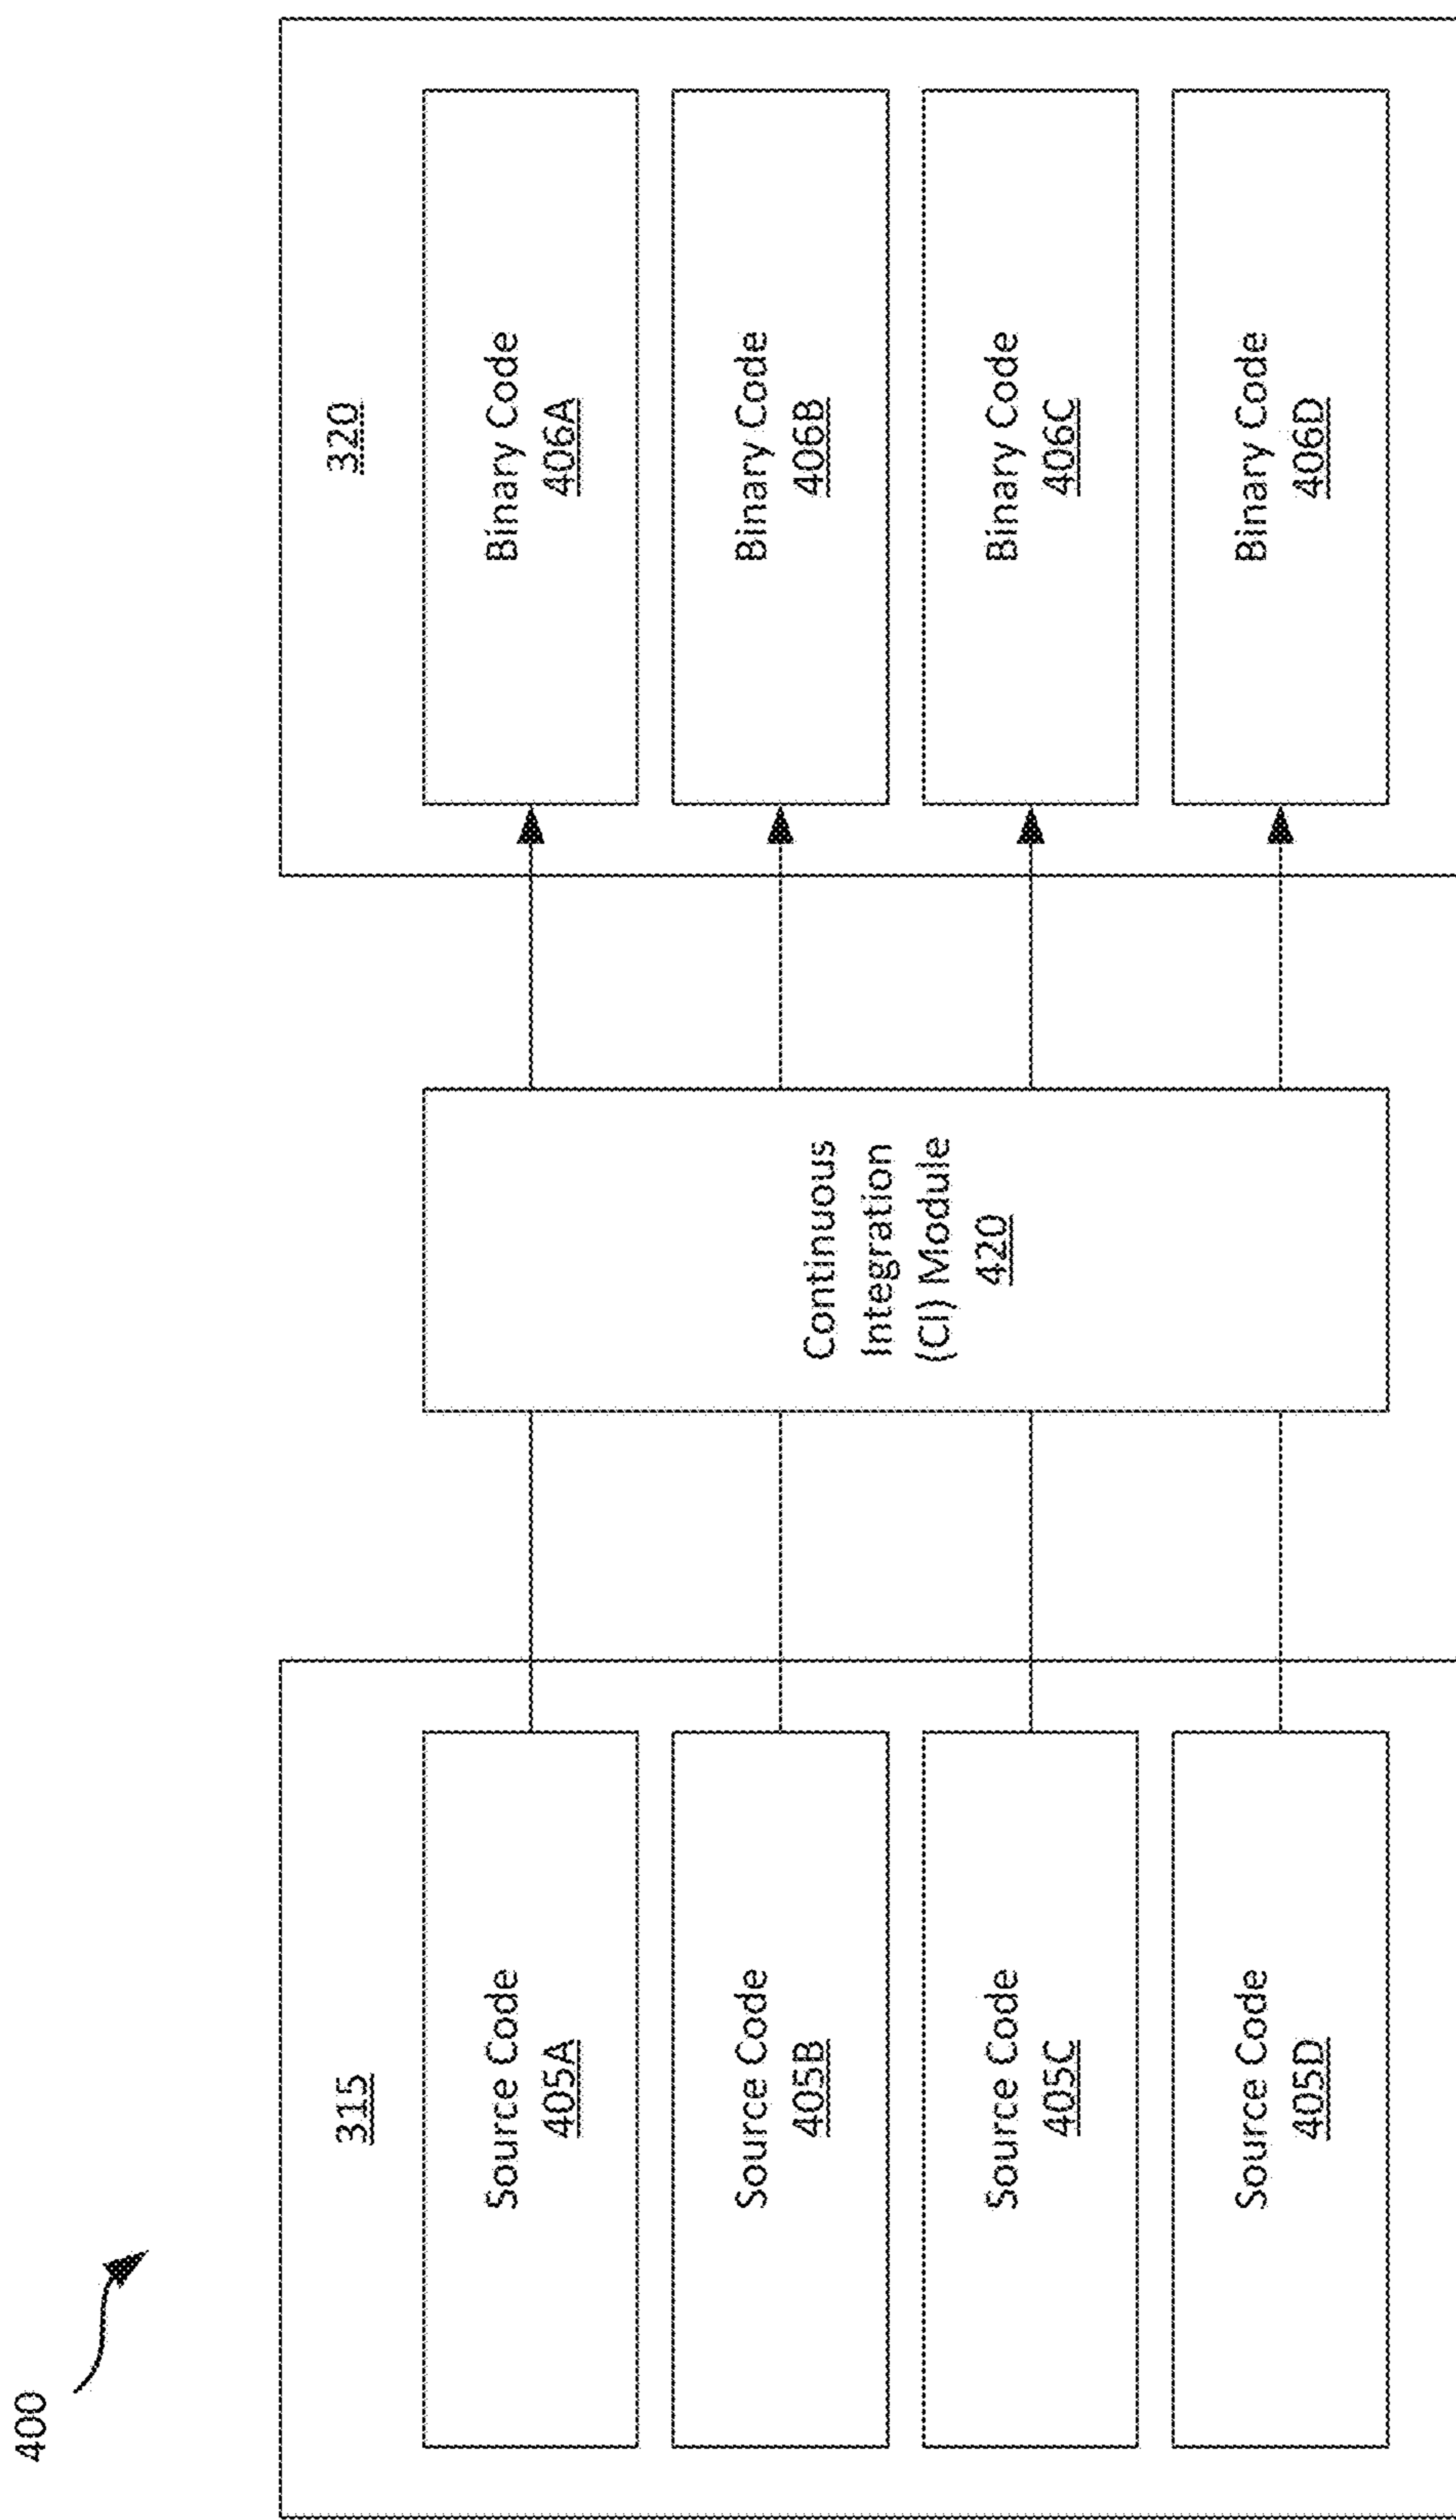 400
315
Source Code
405A
Source Code
405B
Source Code
405C
Source Code
405D
Continuous
Integration
(CI) Module
420
320
Binary Code
406A
Binary Code
406B
Binary Code
406C
Binary Code
406D